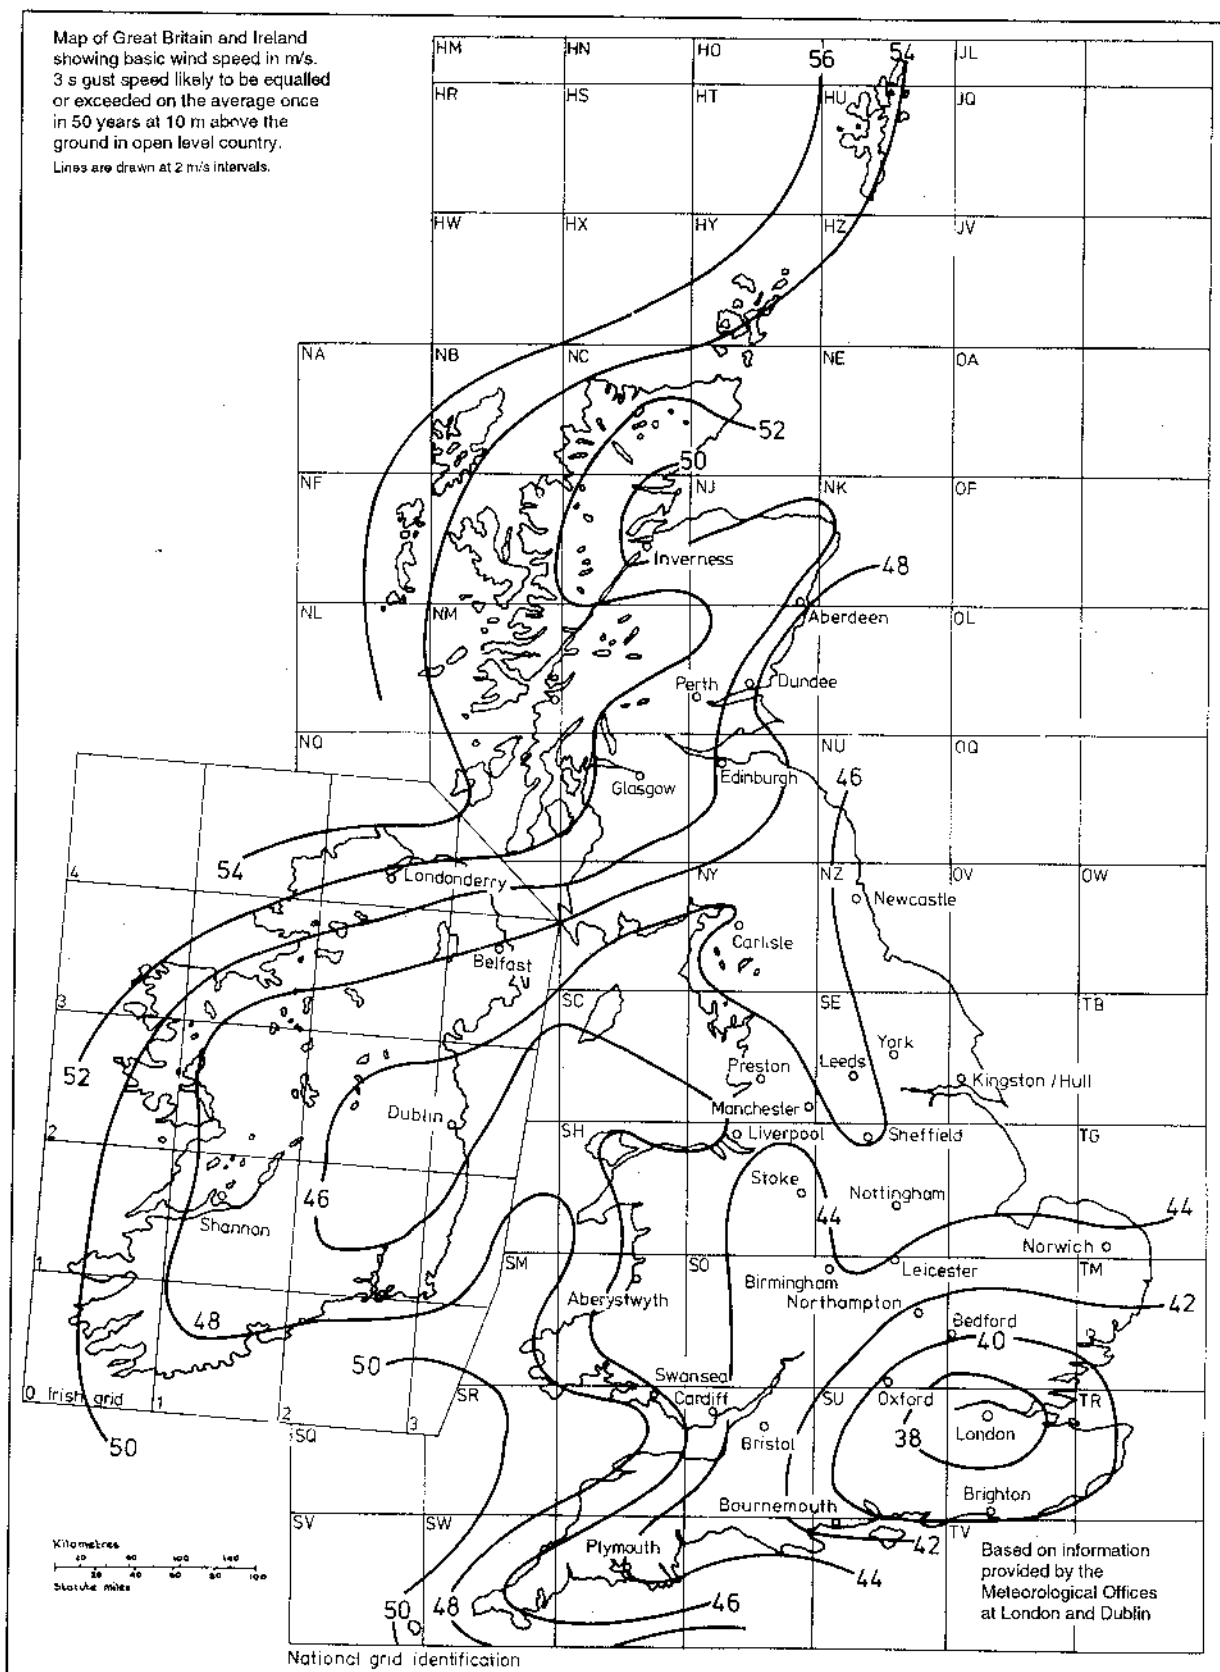 Map of Great Britain and Ireland
showing basic wind speed in m/s.
3 s gust speed likely to be equalled
or exceeded on the average once
in 50 years at 10 m above the
ground in open level country.
Lines are drawn at 2 m/s intervals.
HM HN HO 56 54 JL
HR HS HT HU JQ
HW HX HY HZ JV
NA NB NC NE OA
52
50
NF NJ NK OF
Inverness
48
NL NM Aberdeen OL
Perth Dundee
NO NU OQ
Glasgow Edinburgh
46
54
4 Londonderry NY NZ OV OW
Newcastle
Carlisle
Belfast
3 SC SE TB
York
52 Preston Leeds
Kingston/Hull
Dublin Manchester
2 SH Liverpool Sheffield TG
Stoke
46 Nottingham
Shannon 44 44
Norwich
1 SM SO Leicester TM
Birmingham
Aberystwyth Northampton 42
48 Bedford
50 40
Swansea
0 Irish grid 1 2 3 SR Cardiff SU Oxford TR
50 SQ Bristol 38 London
Bournemouth Brighton
SV SW TV
Plymouth 42
44
50 48 46
Kilometres
20 60 100 140
20 40 60 80 100
Statute miles
Based on information
provided by the
Meteorological Offices
at London and Dublin
National grid identification